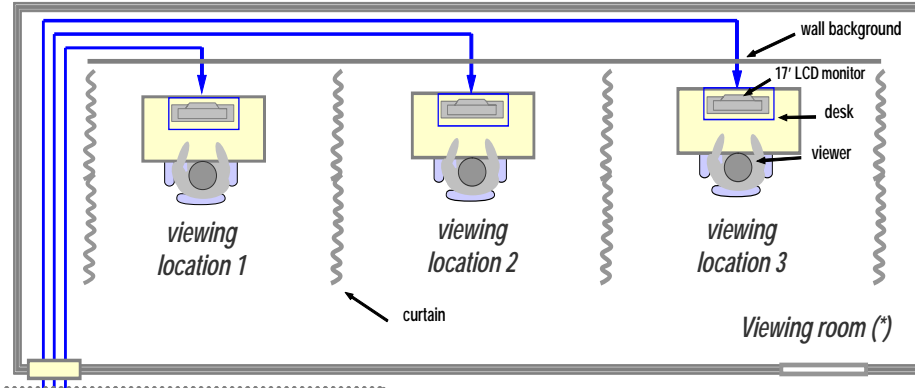 wall background
17' LCD monitor
desk
viewer
viewing
location 1
viewing
location 2
viewing
location 3
curtain
Viewing room (*)